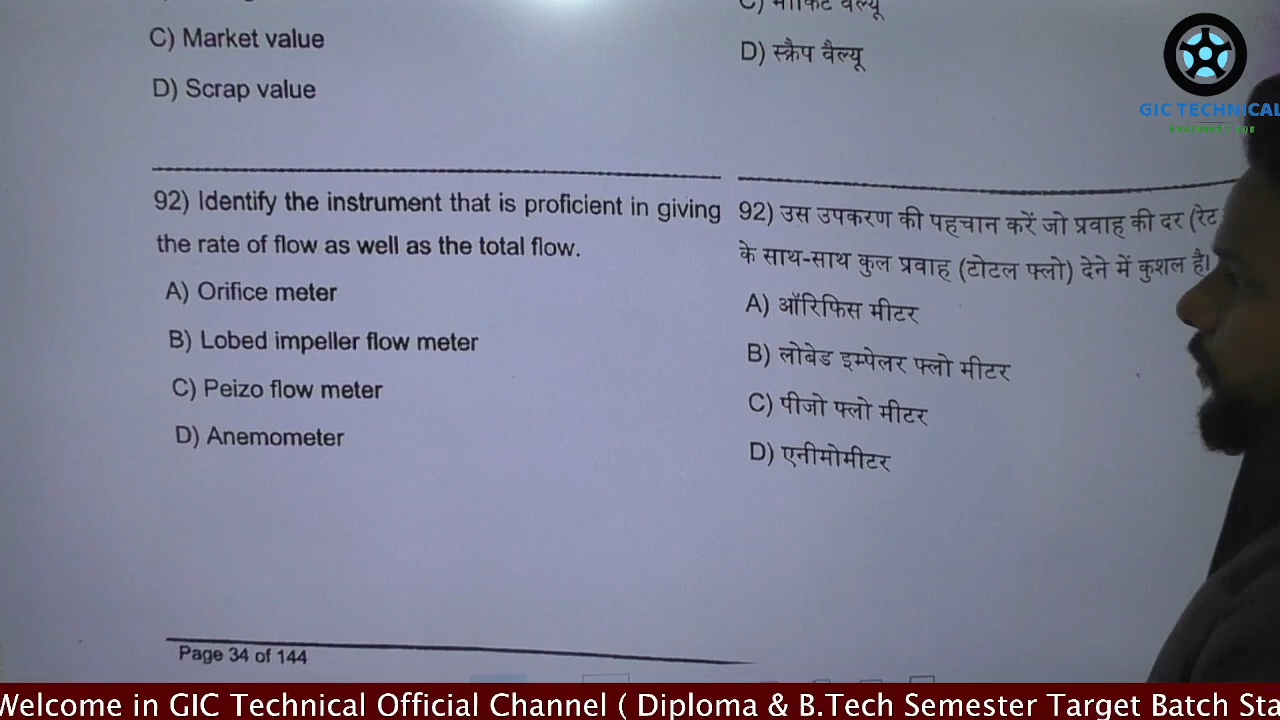 C) Market value
D) Scrap value
C) मार्किट वैल्यू
D) स्क्रैप वैल्यू
GIC TECHNICAL
92) Identify the instrument that is proficient in giving
the rate of flow as well as the total flow.
A) Orifice meter
B) Lobed impeller flow meter
C) Peizo flow meter
D) Anemometer
92) उस उपकरण की पहचान करें जो प्रवाह की दर (रेट
के साथ-साथ कुल प्रवाह (टोटल फ्लो) देने में कुशल है।
A) ऑरिफिस मीटर
B) लोबेड इम्पेलर फ्लो मीटर
C) पीजो फ्लो मीटर
D) एनीमोमीटर
Page 34 of 144
Welcome in GIC Technical Official Channel ( Diploma & B.Tech Semester Target Batch Sta